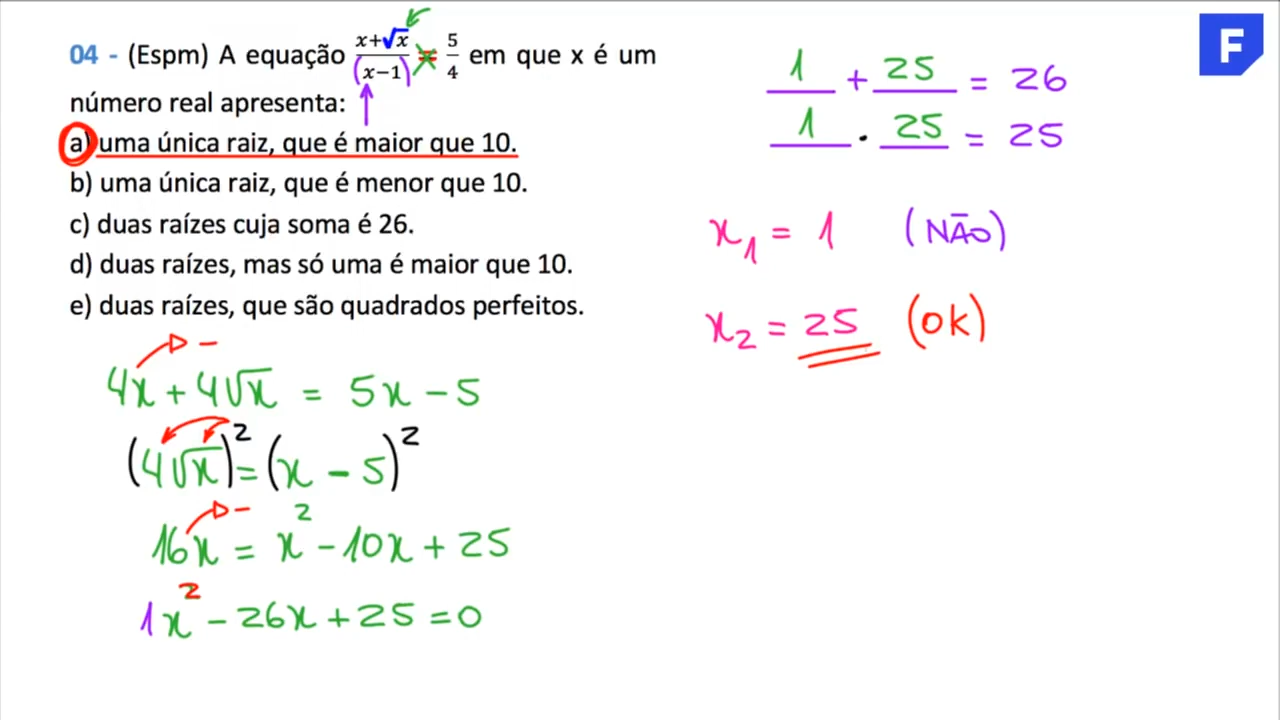 04 - (Espm) A equação (x+√x)/(x−1) = 5/4 em que x é um
número real apresenta:
a) uma única raiz, que é maior que 10.
b) uma única raiz, que é menor que 10.
c) duas raízes cuja soma é 26.
d) duas raízes, mas só uma é maior que 10.
e) duas raízes, que são quadrados perfeitos.
−
4x + 4√x = 5x − 5
(4√x)² = (x − 5)²
−
16x = x² − 10x + 25
1x² − 26x + 25 = 0
1 + 25 = 26
1 . 25 = 25
x₁ = 1 (NÃO)
x₂ = 25 (OK)
F